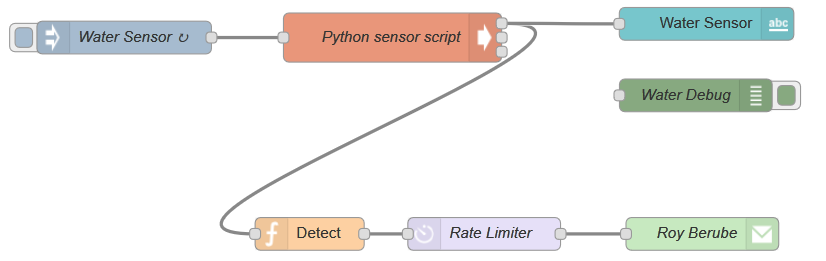 Water Sensor ↻
Python sensor script
Water Sensor
abc
Water Debug
Detect
Rate Limiter
Roy Berube